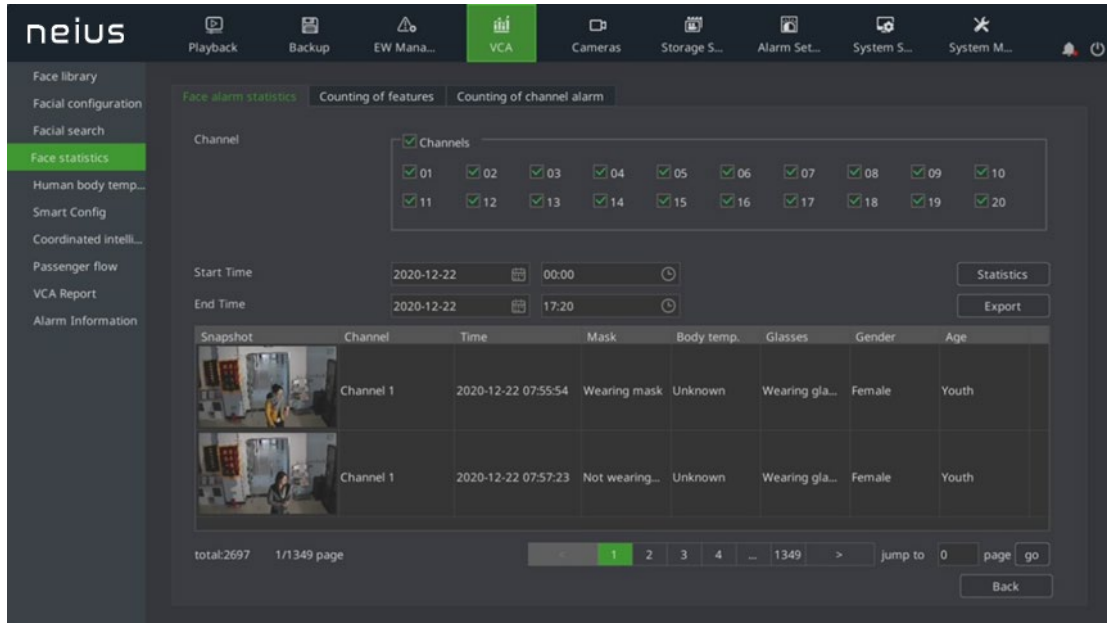 neius
Playback Backup EW Mana... VCA Cameras Storage S... Alarm Set... System S... System M...
Face library
Facial configuration
Facial search
Face statistics
Human body temp...
Smart Config
Coordinated intelli...
Passenger flow
VCA Report
Alarm Information
Face alarm statistics Counting of features Counting of channel alarm
Channel
Channels
01 02 03 04 05 06 07 08 09 10
11 12 13 14 15 16 17 18 19 20
Start Time 2020-12-22 00:00 Statistics
End Time 2020-12-22 17:20 Export
Snapshot Channel Time Mask Body temp. Glasses Gender Age
Channel 1 2020-12-22 07:55:54 Wearing mask Unknown Wearing gla... Female Youth
Channel 1 2020-12-22 07:57:23 Not wearing... Unknown Wearing gla... Female Youth
total:2697 1/1349 page < 1 2 3 4 ... 1349 > jump to 0 page go
Back